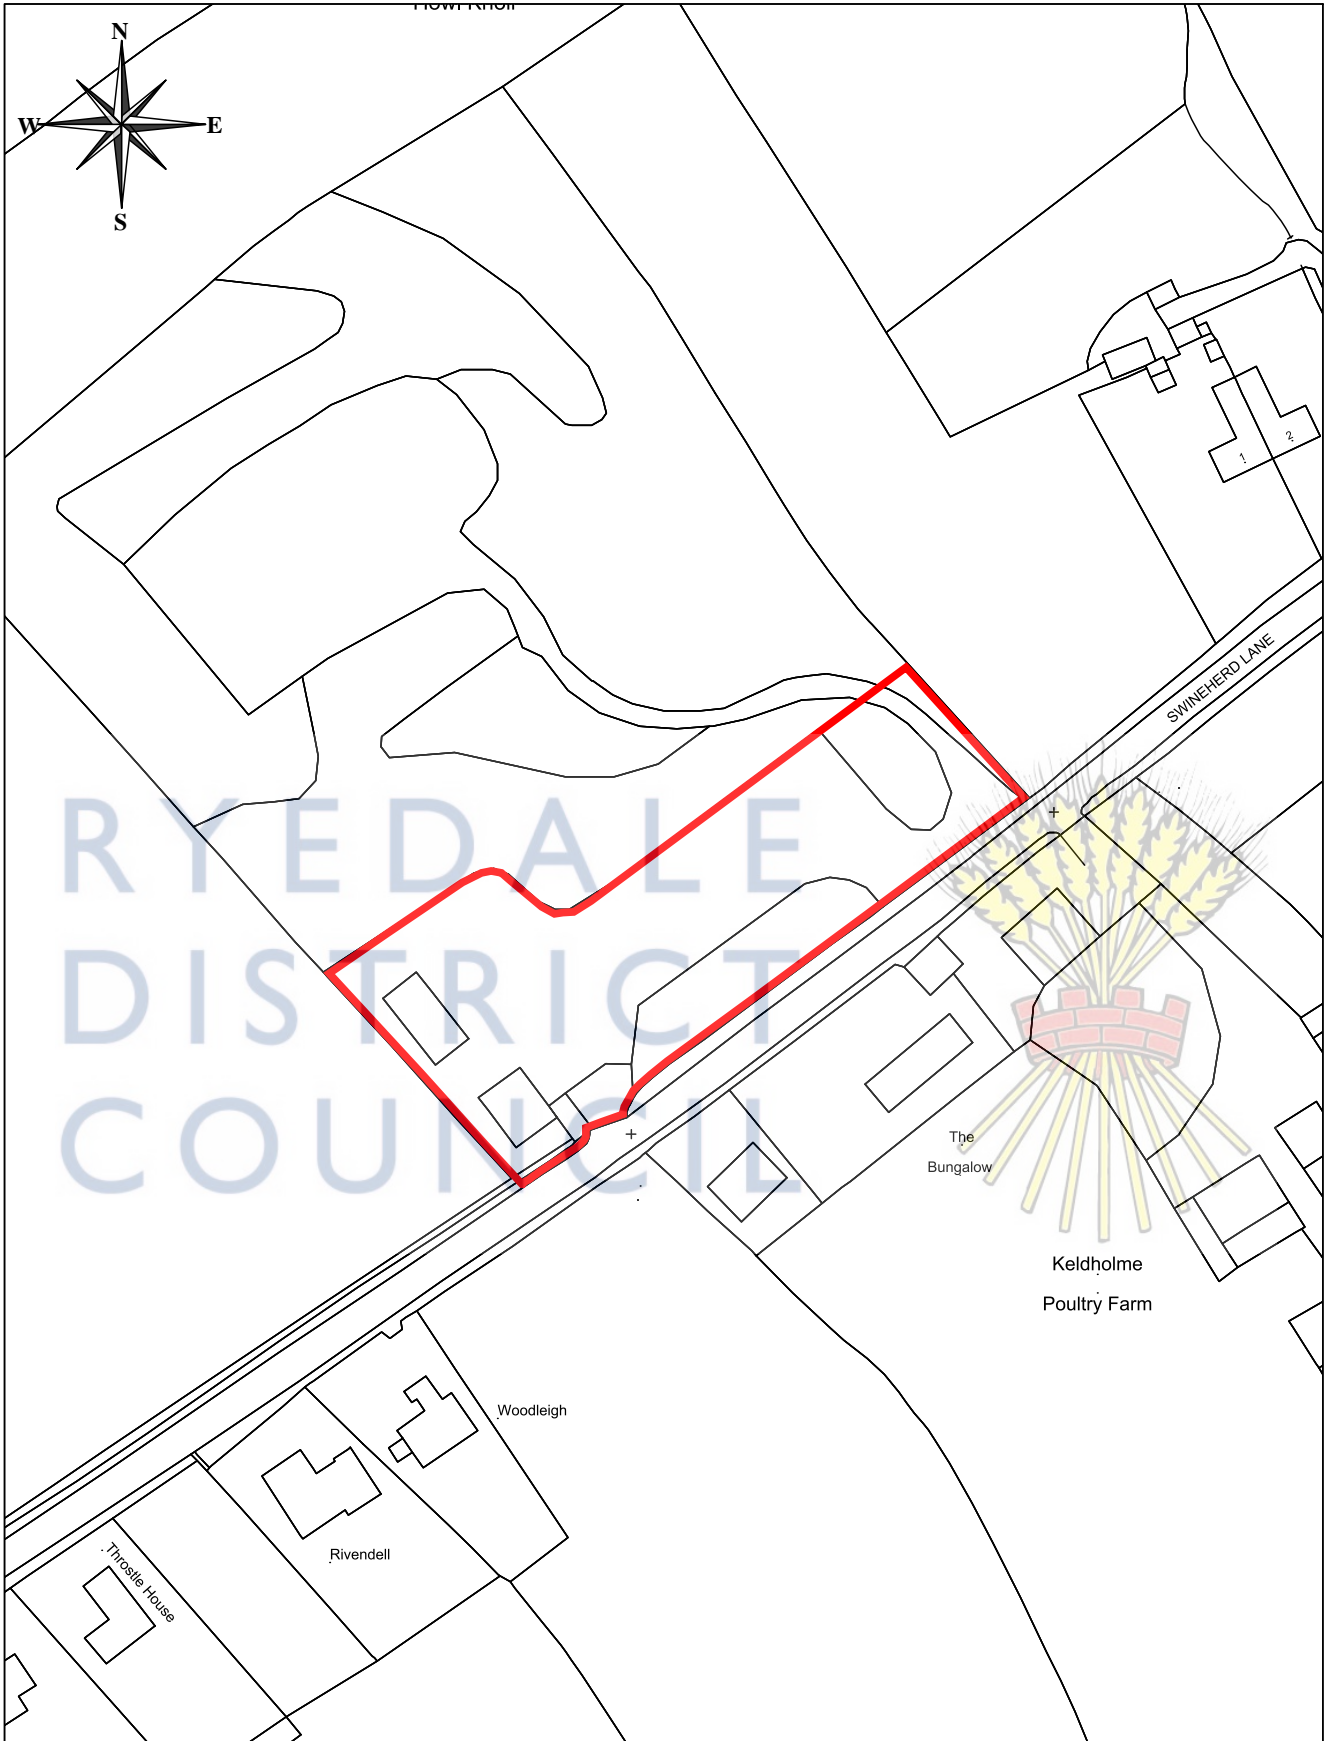 N
W
E
S
2
1
SWINEHERD LANE
RYEDALE
DISTRICT
COUNCIL
The
Bungalow
Keldholme
Poultry Farm
Woodleigh
Rivendell
Throstle House